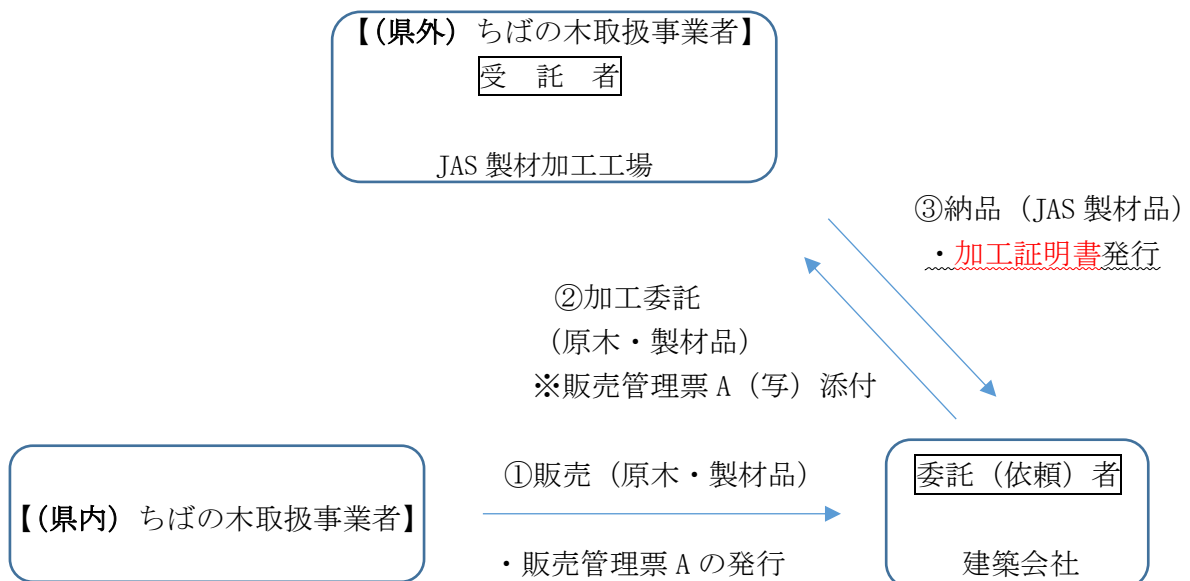 【(県外) ちばの木取扱事業者】
受 託 者
JAS 製材加工工場
③納品（JAS 製材品）
・加工証明書発行
②加工委託
（原木・製材品）
※販売管理票 A（写）添付
【(県内) ちばの木取扱事業者】
①販売（原木・製材品）
・販売管理票 A の発行
委託（依頼）者
建築会社